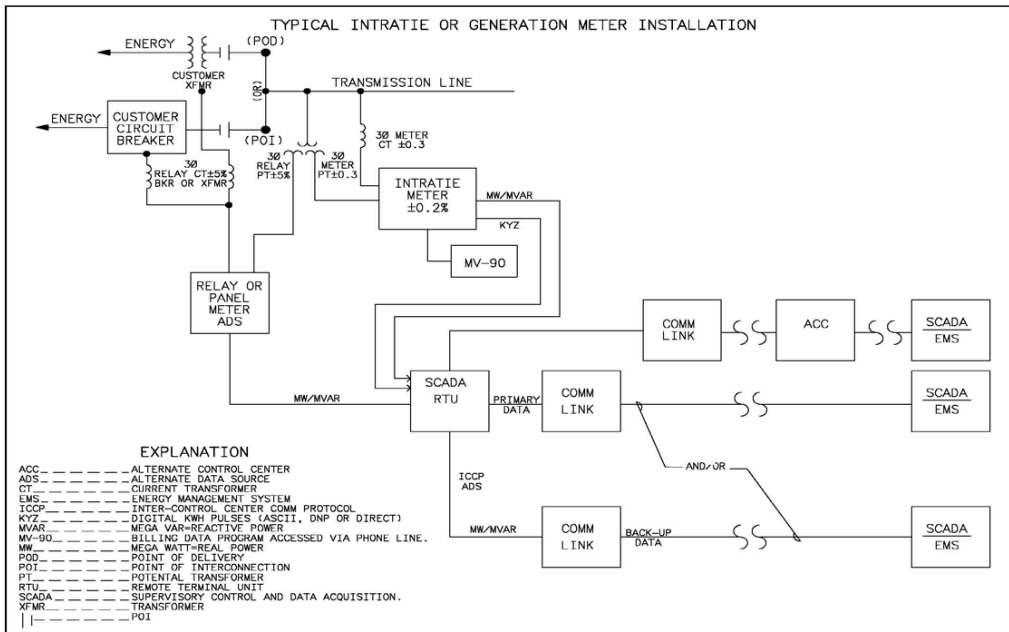 TYPICAL INTRATIE OR GENERATION METER INSTALLATION
ENERGY
(POD)
CUSTOMER
XFMR
(OR)
TRANSMISSION LINE
ENERGY
CUSTOMER
CIRCUIT
BREAKER
(POI)
3Ø
RELAY CT±5%
BKR OR XFMR
3Ø
RELAY
PT±5%
3Ø
METER
PT±0.3
3Ø METER
CT ±0.3
INTRATIE
METER
±0.2%
MW/MVAR
KYZ
MV-90
RELAY OR
PANEL
METER
ADS
COMM
LINK
ACC
SCADA
EMS
MW/MVAR
SCADA
RTU
PRIMARY
DATA
COMM
LINK
SCADA
EMS
AND/OR
ICCP
ADS
MW/MVAR
COMM
LINK
BACK-UP
DATA
SCADA
EMS
EXPLANATION
ACC ALTERNATE CONTROL CENTER
ADS ALTERNATE DATA SOURCE
CT CURRENT TRANSFORMER
EMS ENERGY MANAGEMENT SYSTEM
ICCP INTER-CONTROL CENTER COMM PROTOCOL
KYZ DIGITAL KWH PULSES (ASCII, DNP OR DIRECT)
MVAR MEGA VAR=REACTIVE POWER
MV-90 BILLING DATA PROGRAM ACCESSED VIA PHONE LINE.
MW MEGA WATT=REAL POWER
POD POINT OF DELIVERY
POI POINT OF INTERCONNECTION
PT POTENTAL TRANSFORMER
RTU REMOTE TERMINAL UNIT
SCADA SUPERVISORY CONTROL AND DATA ACQUISITION.
XFMR TRANSFORMER
POI